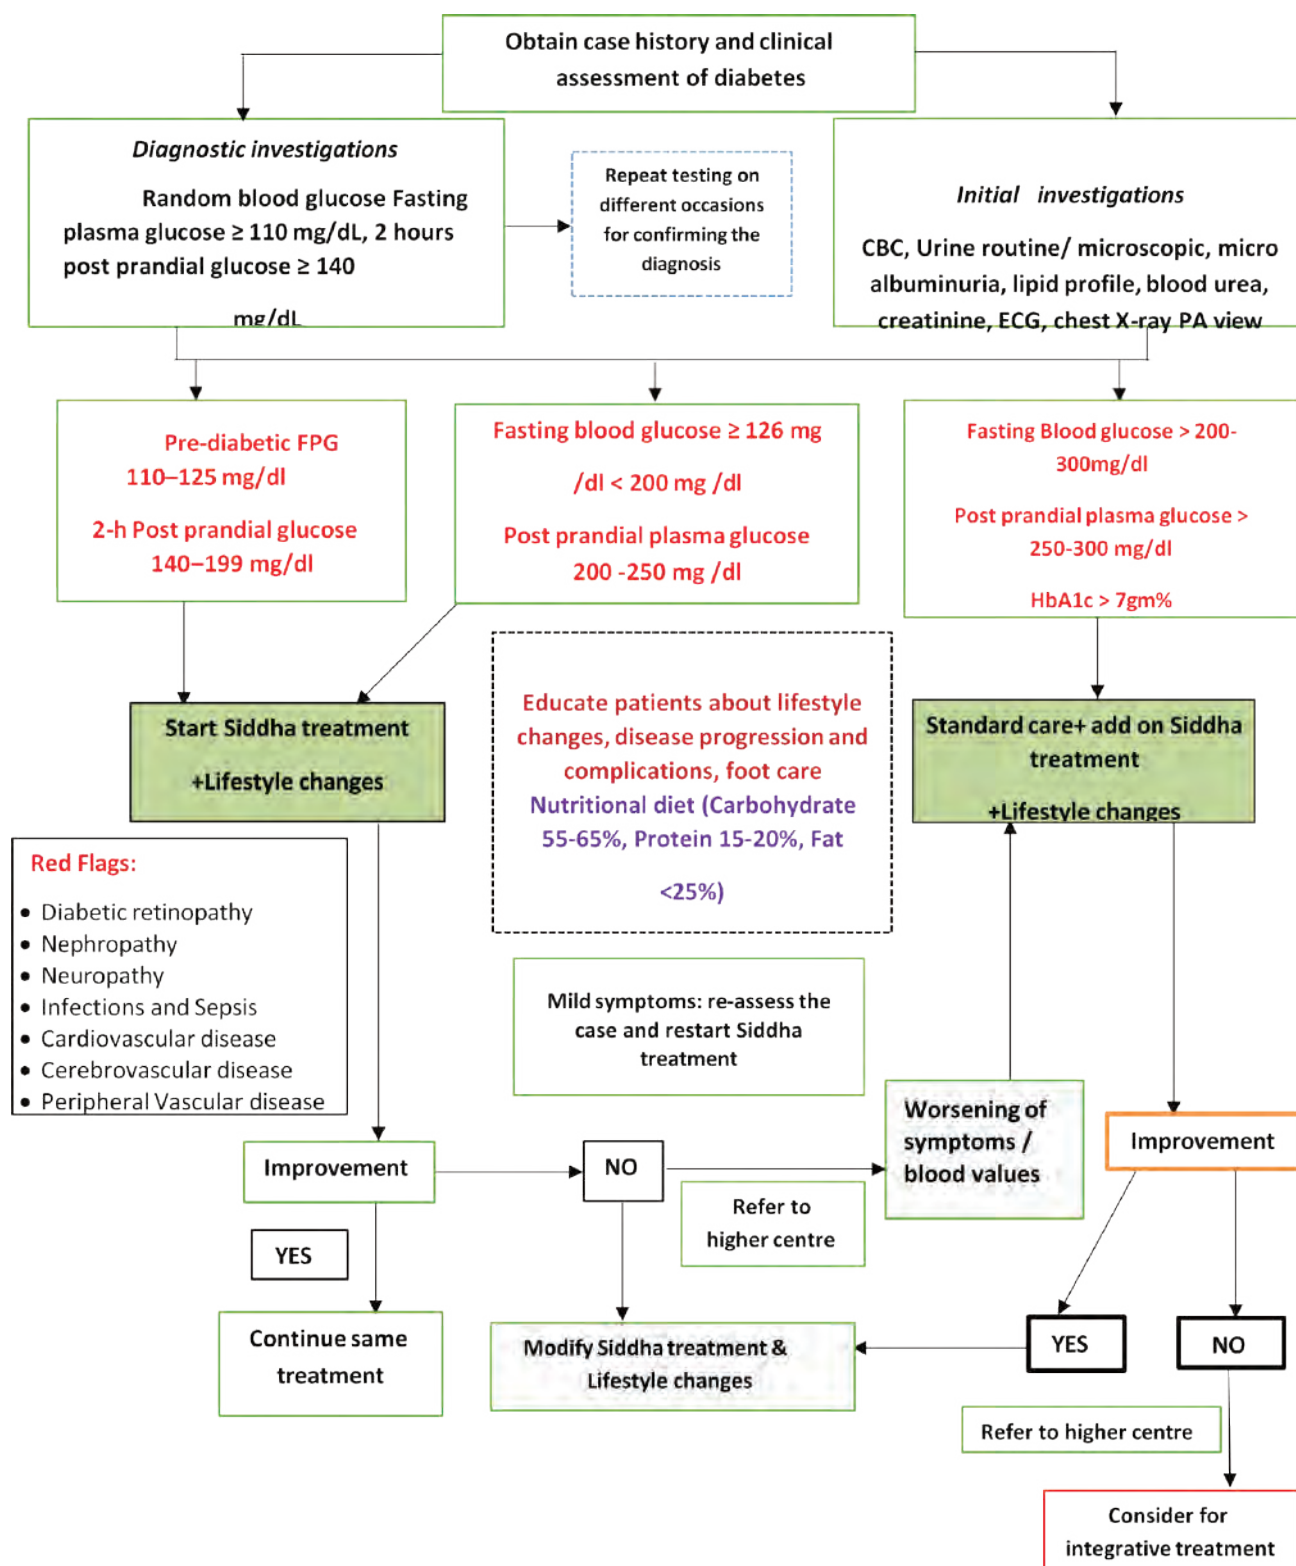 Obtain case history and clinical
assessment of diabetes
Diagnostic investigations
Random blood glucose Fasting
plasma glucose ≥ 110 mg/dL, 2 hours
post prandial glucose ≥ 140
mg/dL
Repeat testing on
different occasions
for confirming the
diagnosis
Initial investigations
CBC, Urine routine/ microscopic, micro
albuminuria, lipid profile, blood urea,
creatinine, ECG, chest X-ray PA view
Pre-diabetic FPG
110–125 mg/dl
2-h Post prandial glucose
140–199 mg/dl
Fasting blood glucose ≥ 126 mg
/dl < 200 mg /dl
Post prandial plasma glucose
200 -250 mg /dl
Fasting Blood glucose > 200-
300mg/dl
Post prandial plasma glucose >
250-300 mg/dl
HbA1c > 7gm%
Start Siddha treatment
+Lifestyle changes
Educate patients about lifestyle
changes, disease progression and
complications, foot care
Nutritional diet (Carbohydrate
55-65%, Protein 15-20%, Fat
<25%)
Standard care+ add on Siddha
treatment
+Lifestyle changes
Red Flags:
• Diabetic retinopathy
• Nephropathy
• Neuropathy
• Infections and Sepsis
• Cardiovascular disease
• Cerebrovascular disease
• Peripheral Vascular disease
Mild symptoms: re-assess the
case and restart Siddha
treatment
Improvement
NO
Worsening of
symptoms /
blood values
Improvement
Refer to
higher centre
YES
Continue same
treatment
Modify Siddha treatment &
Lifestyle changes
YES
NO
Refer to higher centre
Consider for
integrative treatment